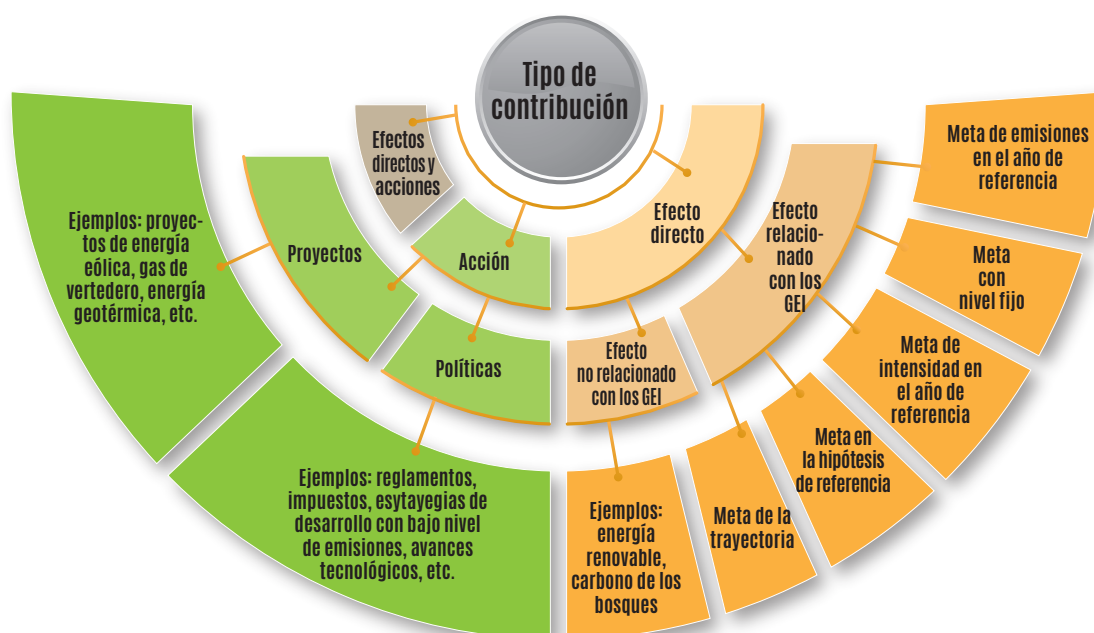 Tipo de
contribución
Efectos
directos y
acciones
Acción
Proyectos
Ejemplos: proyec-
tos de energía
eólica, gas de
vertedero, energía
geotérmica, etc.
Políticas
Ejemplos: reglamentos,
impuestos, esytayegias de
desarrollo con bajo nivel
de emisiones, avances
tecnológicos, etc.
Efecto
directo
Efecto
no relacionado
con los GEI
Ejemplos:
energía
renovable,
carbono de los
bosques
Efecto
relacio-
nado
con los
GEI
Meta de emisiones
en el año de
referencia
Meta
con
nivel fijo
Meta de
intensidad en
el año de
referencia
Meta en
la hipótesis
de referencia
Meta de la
trayectoria